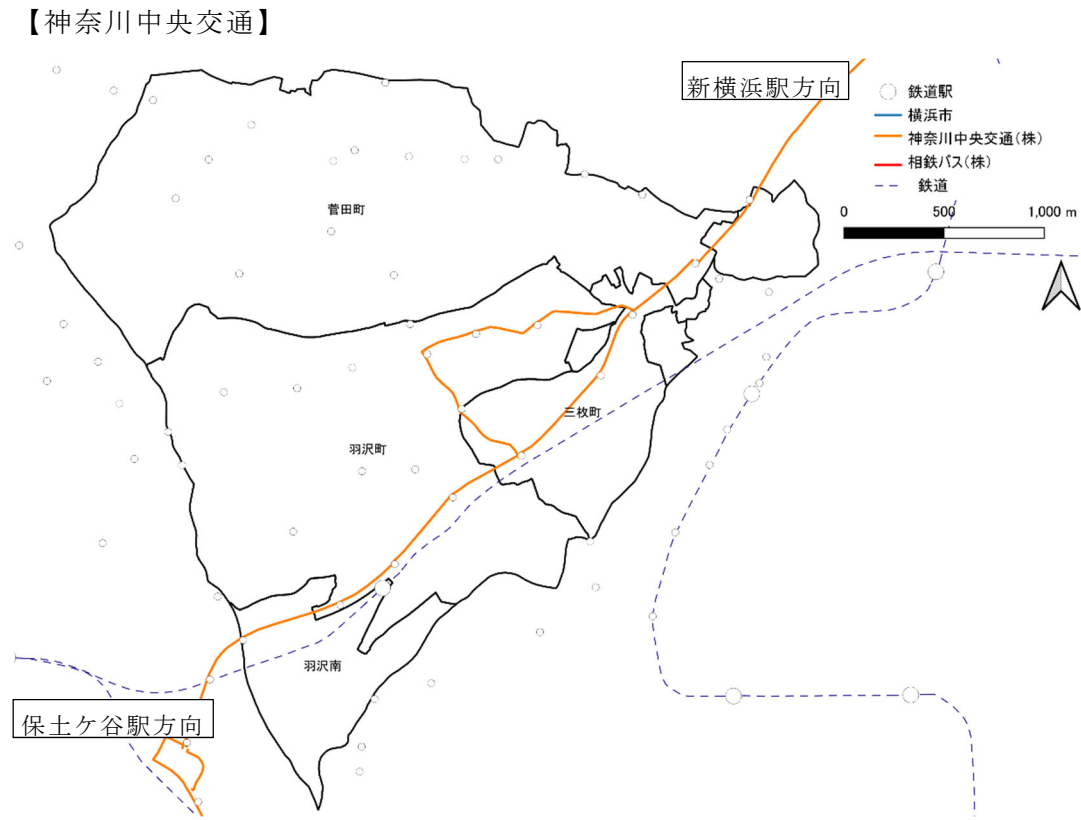 【神奈川中央交通】
新横浜駅方向
鉄道駅
横浜市
神奈川中央交通(株)
相鉄バス(株)
鉄道
0 500 1,000 m
菅田町
三枚町
羽沢町
羽沢南
保土ケ谷駅方向